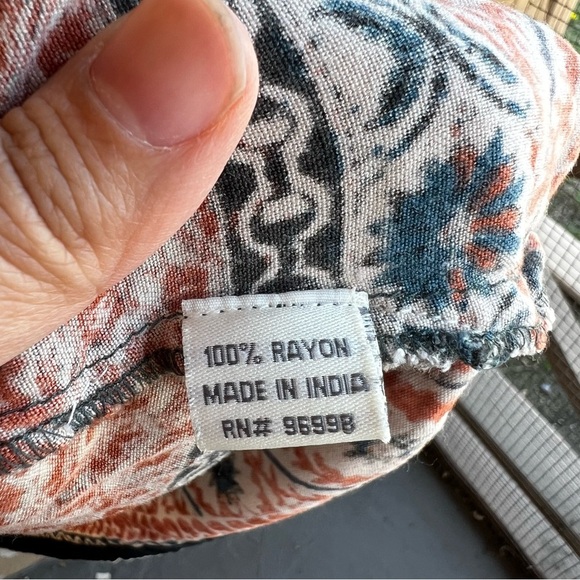 100% RAYON
MADE IN INDIA
RN# 96998